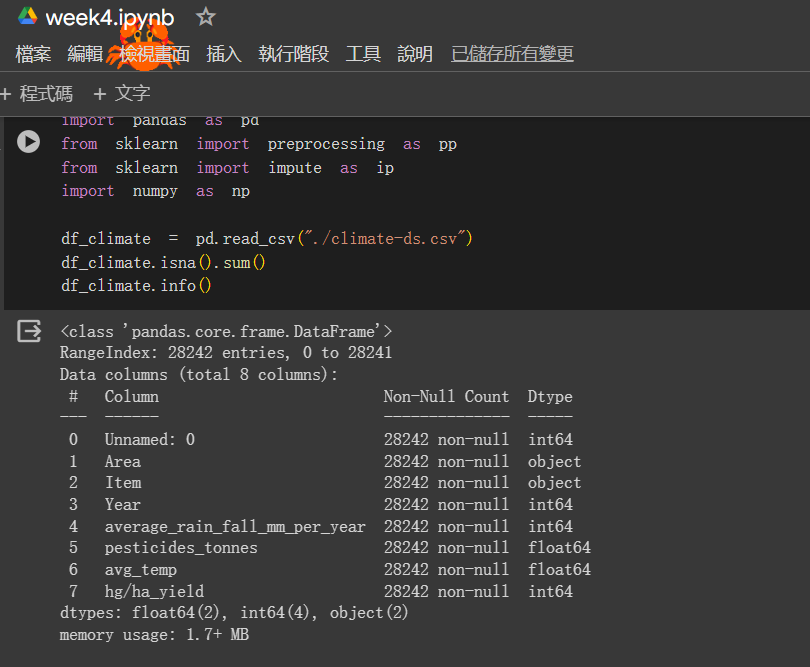 week4.ipynb
檔案 編輯 檢視畫面 插入 執行階段 工具 說明 已儲存所有變更
+ 程式碼 + 文字
import pandas as pd
from sklearn import preprocessing as pp
from sklearn import impute as ip
import numpy as np
df_climate = pd.read_csv("./climate-ds.csv")
df_climate.isna().sum()
df_climate.info()
<class 'pandas.core.frame.DataFrame'>
RangeIndex: 28242 entries, 0 to 28241
Data columns (total 8 columns):
# Column Non-Null Count Dtype
--- ------ -------------- -----
0 Unnamed: 0 28242 non-null int64
1 Area 28242 non-null object
2 Item 28242 non-null object
3 Year 28242 non-null int64
4 average_rain_fall_mm_per_year 28242 non-null int64
5 pesticides_tonnes 28242 non-null float64
6 avg_temp 28242 non-null float64
7 hg/ha_yield 28242 non-null int64
dtypes: float64(2), int64(4), object(2)
memory usage: 1.7+ MB